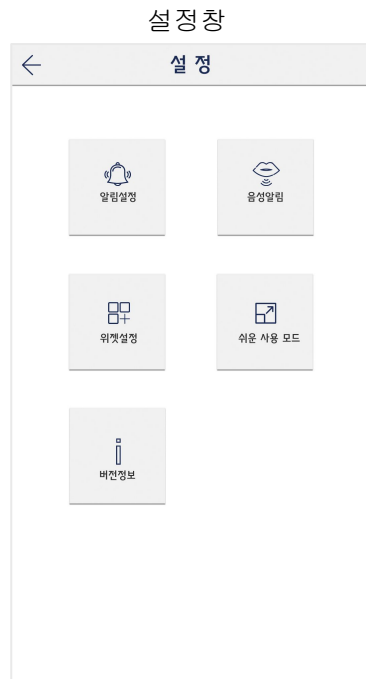 설정창
설 정
알림설정
음성알림
위젯설정
쉬운 사용 모드
버전정보